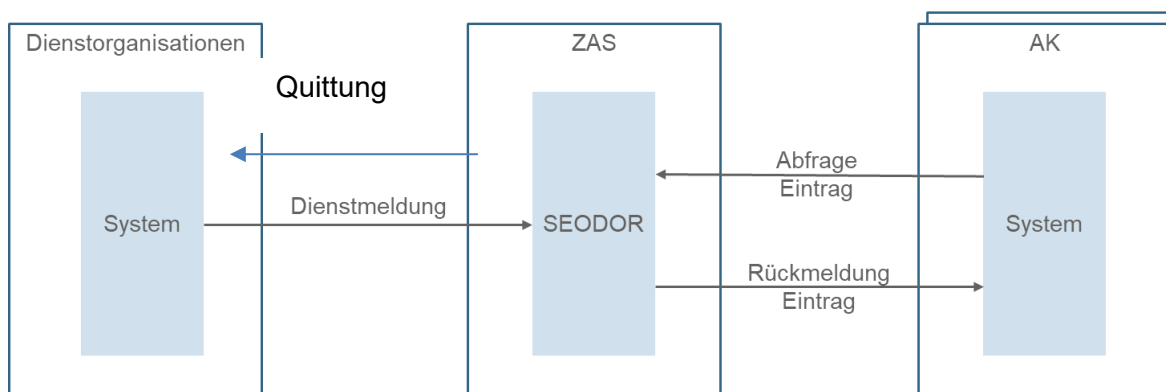 Dienstorganisationen
ZAS
AK
Quittung
Abfrage
Eintrag
Dienstmeldung
System
SEODOR
System
Rückmeldung
Eintrag